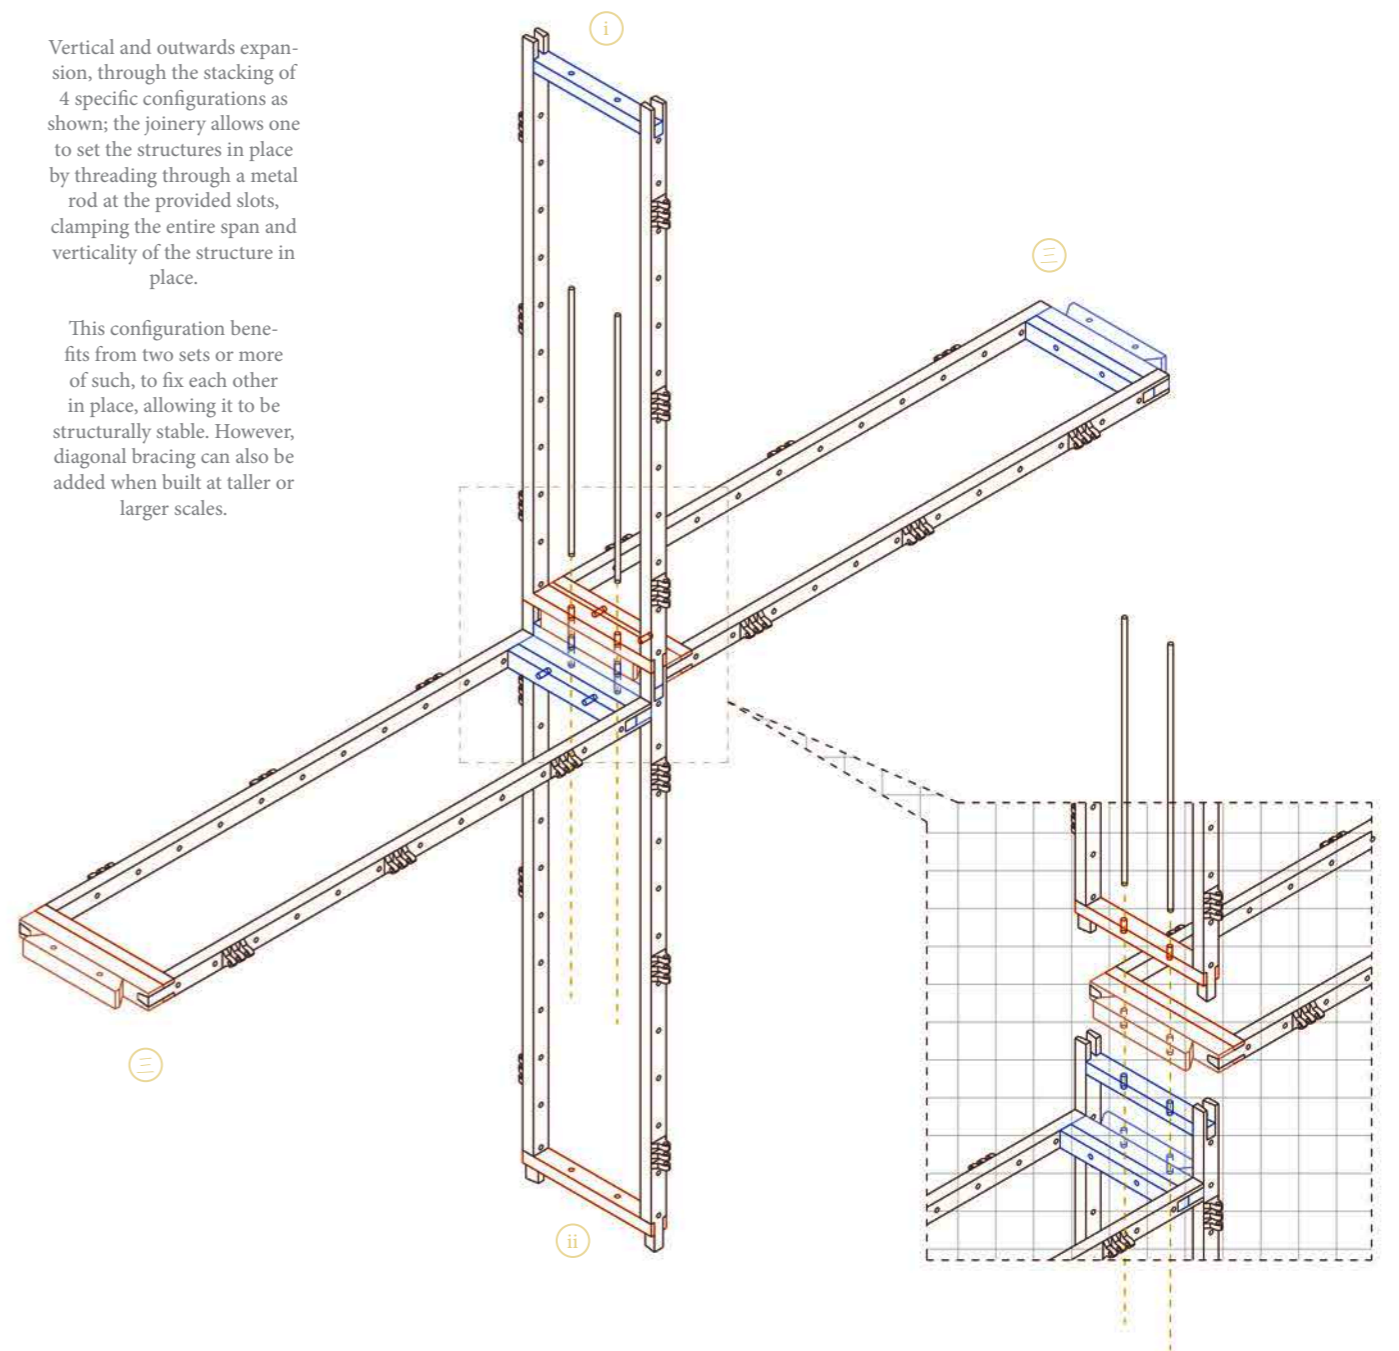 Vertical and outwards expan-
sion, through the stacking of
4 specific configurations as
shown; the joinery allows one
to set the structures in place
by threading through a metal
rod at the provided slots,
clamping the entire span and
verticality of the structure in
place.
This configuration bene-
fits from two sets or more
of such, to fix each other
in place, allowing it to be
structurally stable. However,
diagonal bracing can also be
added when built at taller or
larger scales.
i
三
三
ii